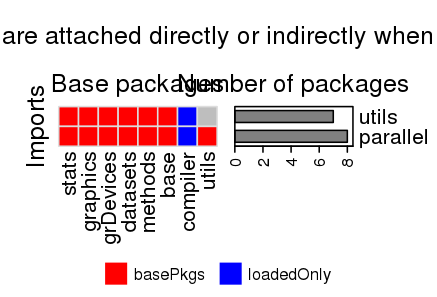 are attached directly or indirectly when
Base packages
Number of packages
Imports
utils
parallel
0 2 4 6 8
stats
graphics
grDevices
datasets
methods
base
compiler
utils
basePkgs
loadedOnly